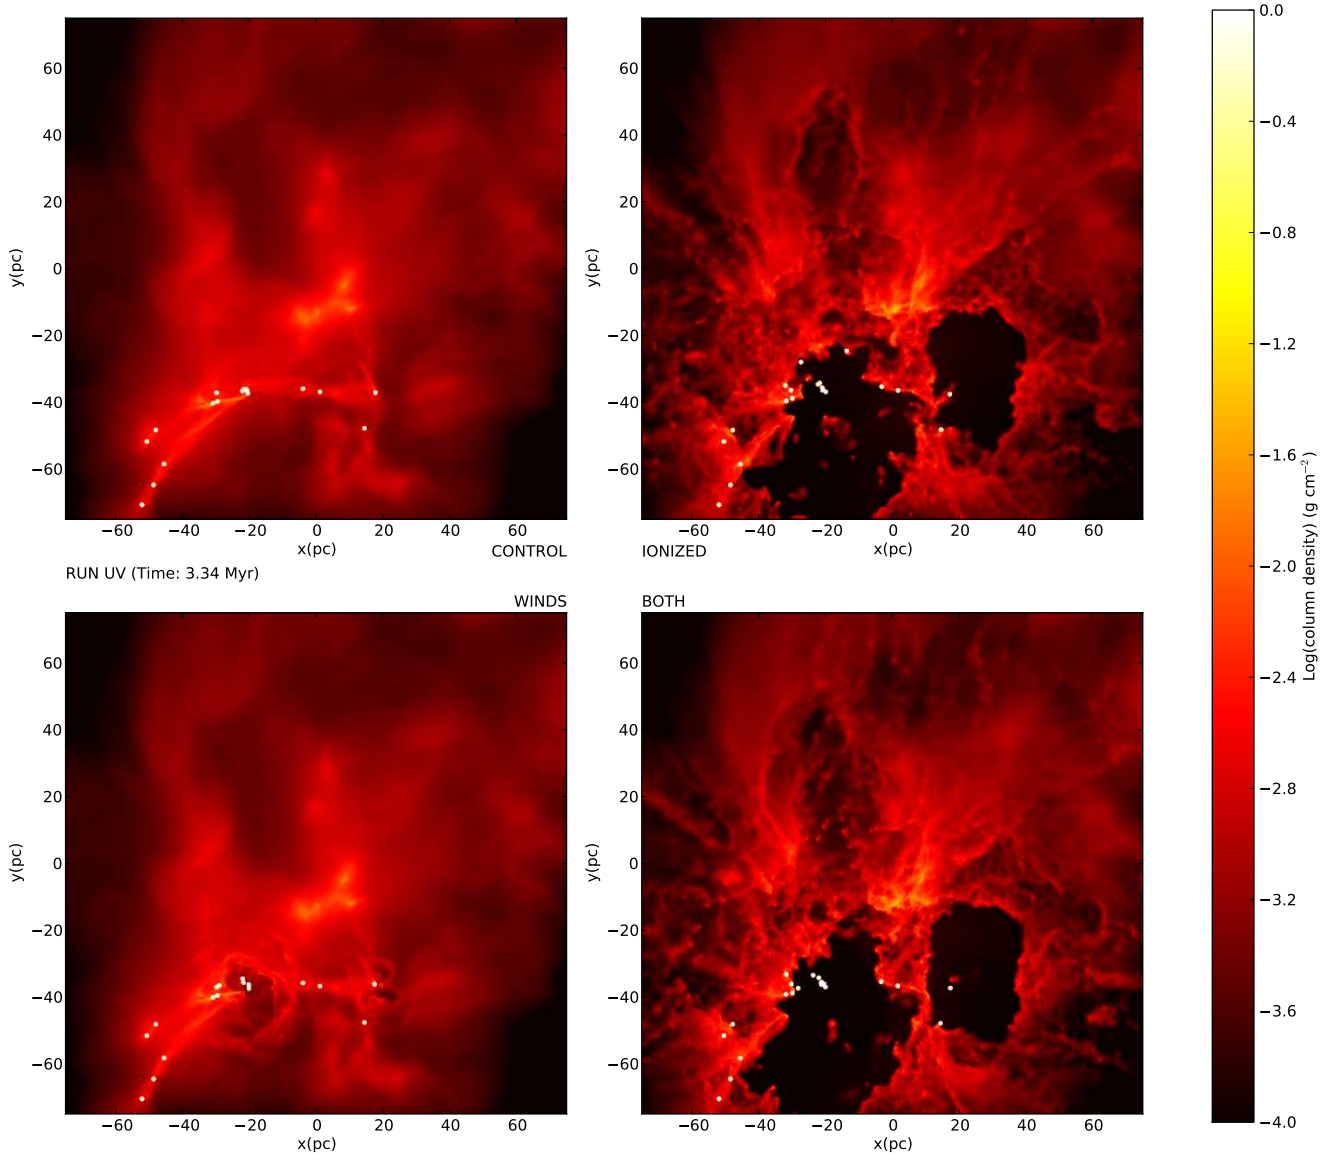 60
40
20
0
−20
−40
−60
y(pc)
−60 −40 −20 0 20 40 60
x(pc)
CONTROL
60
40
20
0
−20
−40
−60
y(pc)
−60 −40 −20 0 20 40 60
x(pc)
IONIZED
RUN UV (Time: 3.34 Myr)
WINDS
60
40
20
0
−20
−40
−60
y(pc)
−60 −40 −20 0 20 40 60
x(pc)
BOTH
60
40
20
0
−20
−40
−60
y(pc)
−60 −40 −20 0 20 40 60
x(pc)
0.0
−0.4
−0.8
−1.2
−1.6
−2.0
−2.4
−2.8
−3.2
−3.6
−4.0
Log(column density) (g cm⁻²)